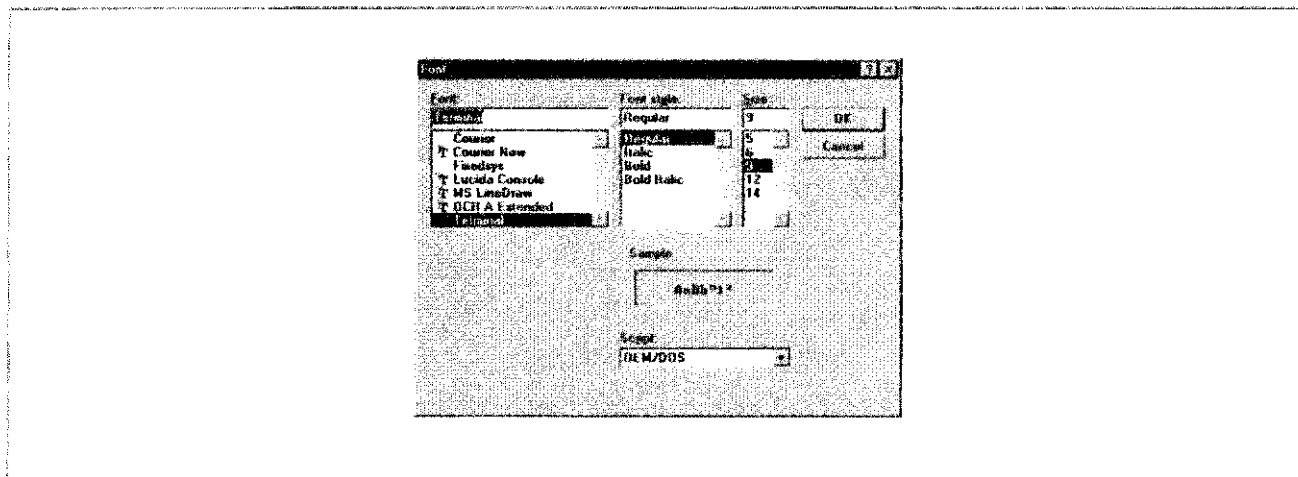 Font
Font
Terminal
Courier
Courier New
Fixedsys
Lucida Console
MS LineDraw
OCR A Extended
Terminal
Font style
Regular
Regular
Italic
Bold
Bold Italic
Size
9
5
6
9
12
14
OK
Cancel
Sample
Script
OEM/DOS